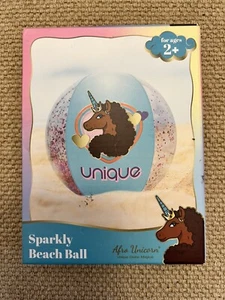 for ages
2+
unique
Sparkly
Beach Ball
Afro Unicorn